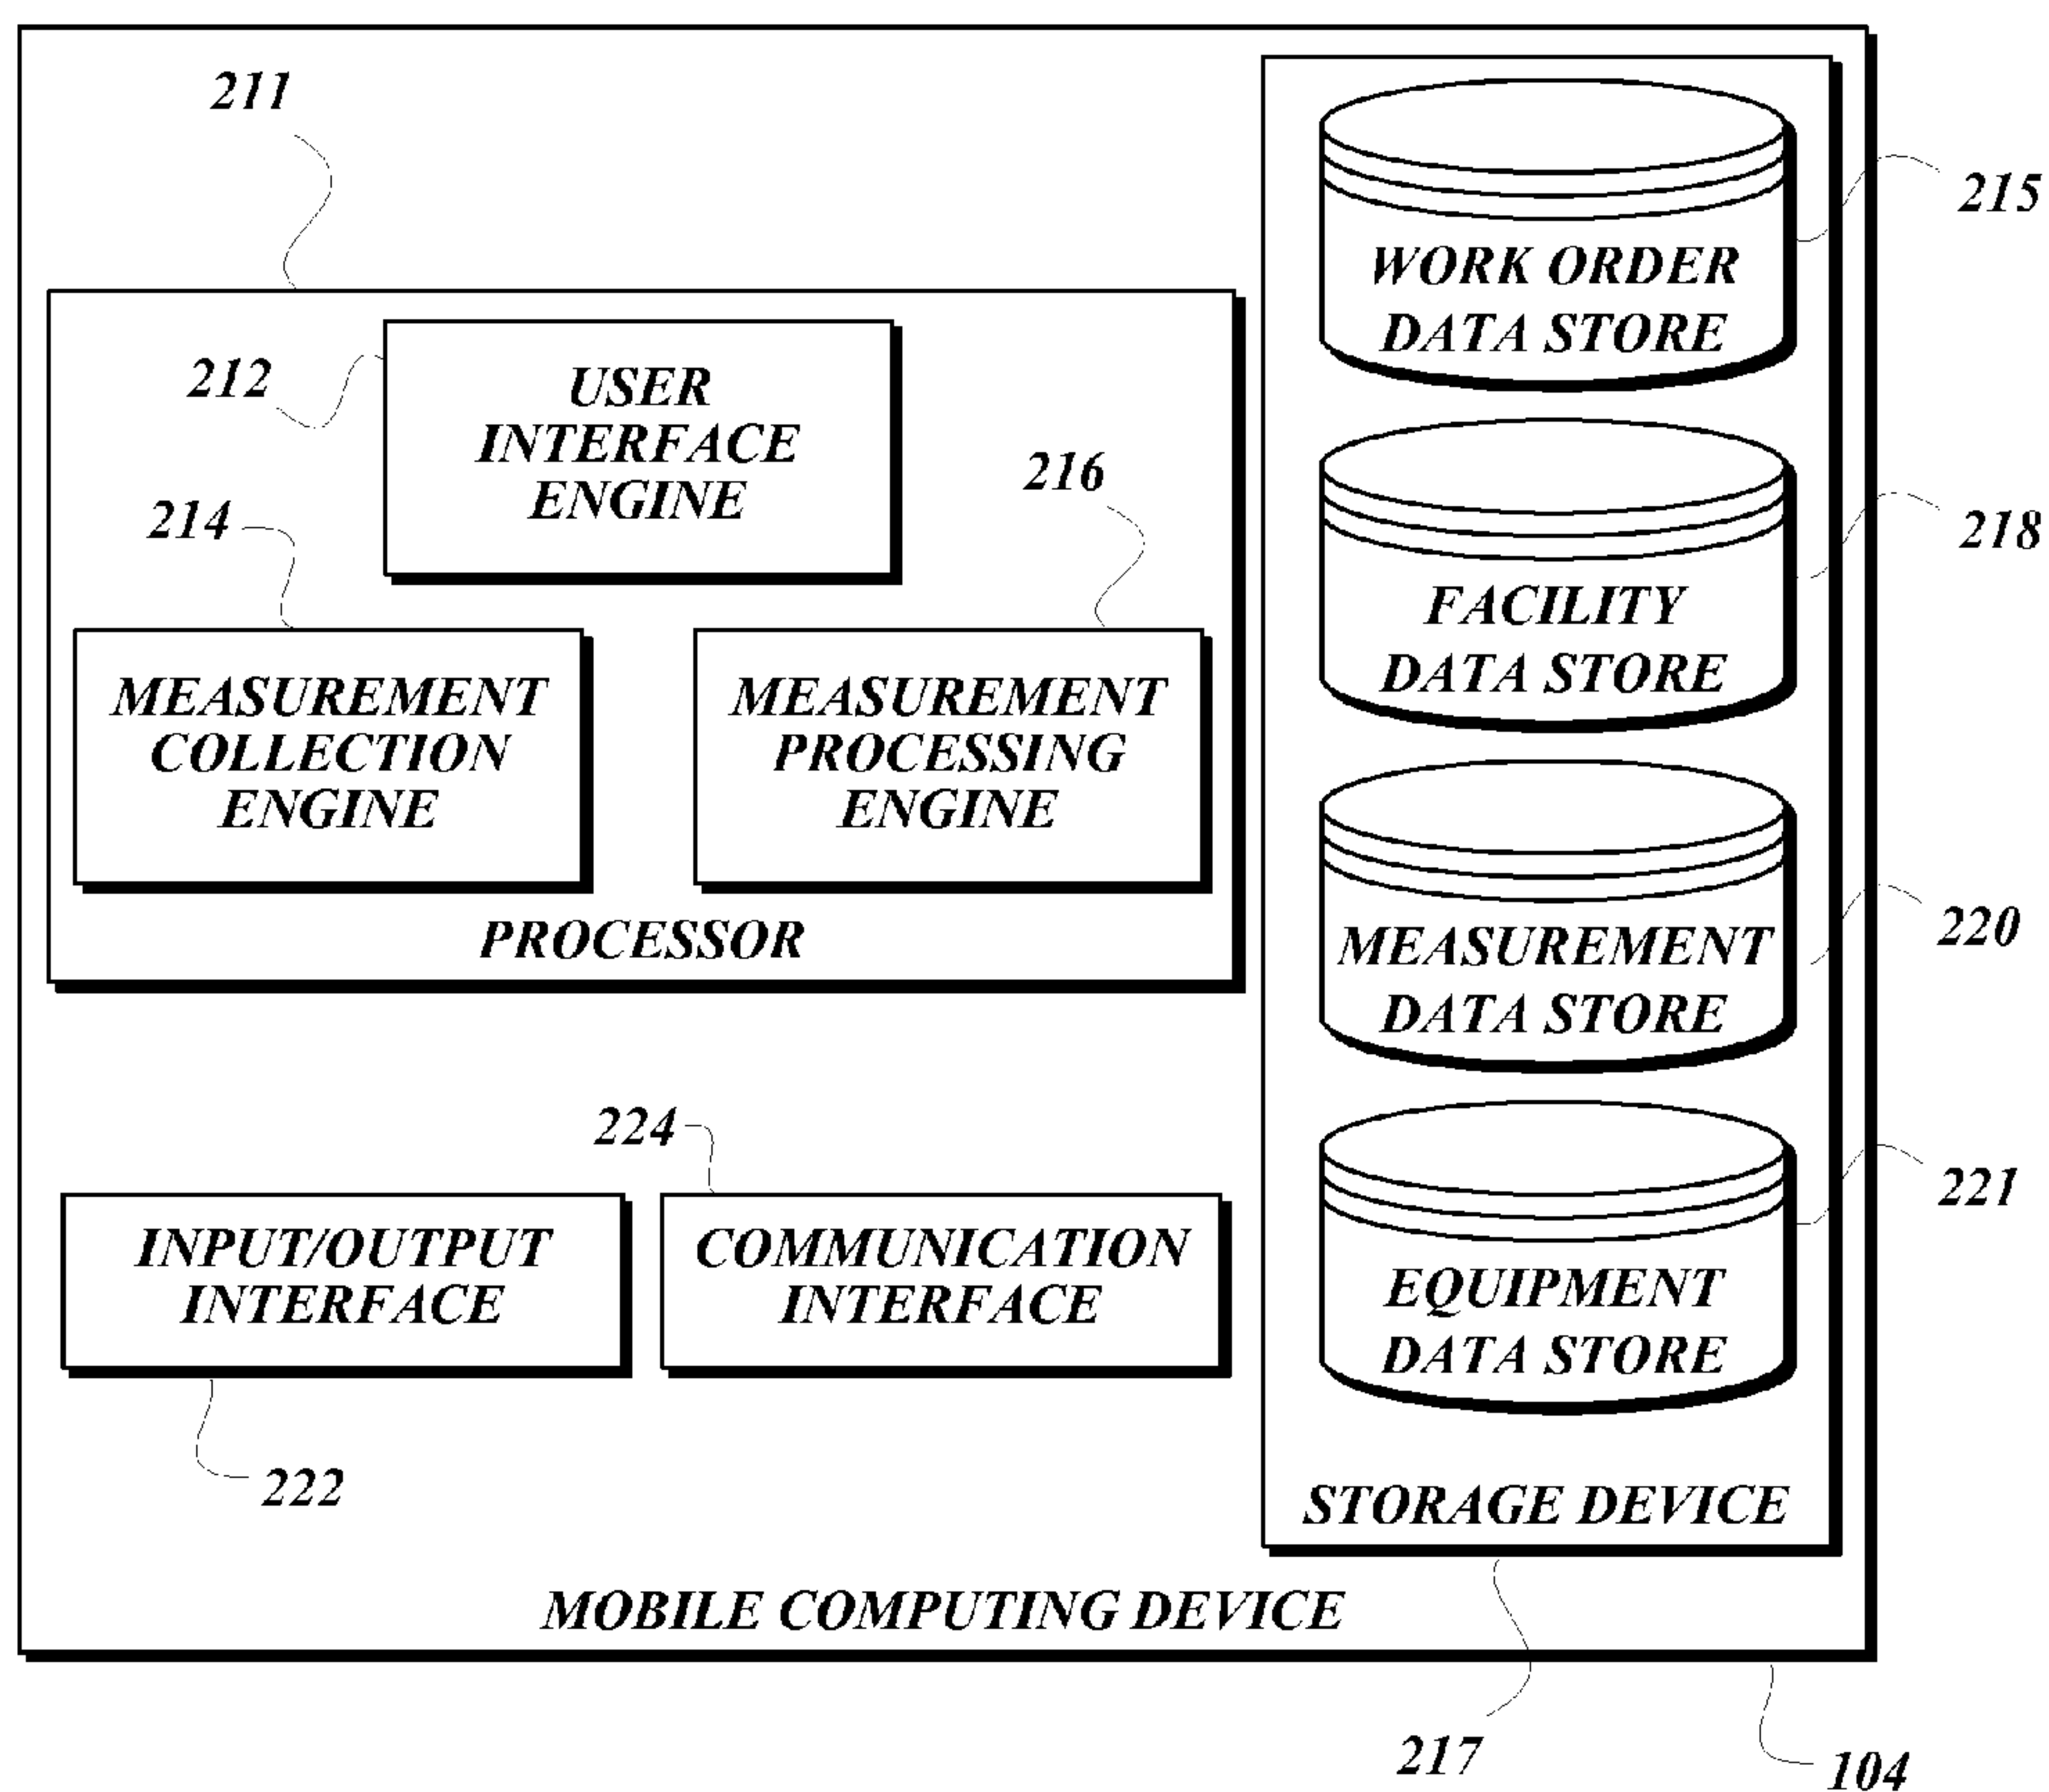 211
212
USER
INTERFACE
ENGINE
214
216
MEASUREMENT
COLLECTION
ENGINE
MEASUREMENT
PROCESSING
ENGINE
PROCESSOR
224
INPUT/OUTPUT
INTERFACE
COMMUNICATION
INTERFACE
222
WORK ORDER
DATA STORE
215
FACILITY
DATA STORE
218
MEASUREMENT
DATA STORE
220
EQUIPMENT
DATA STORE
221
STORAGE DEVICE
MOBILE COMPUTING DEVICE
217
104